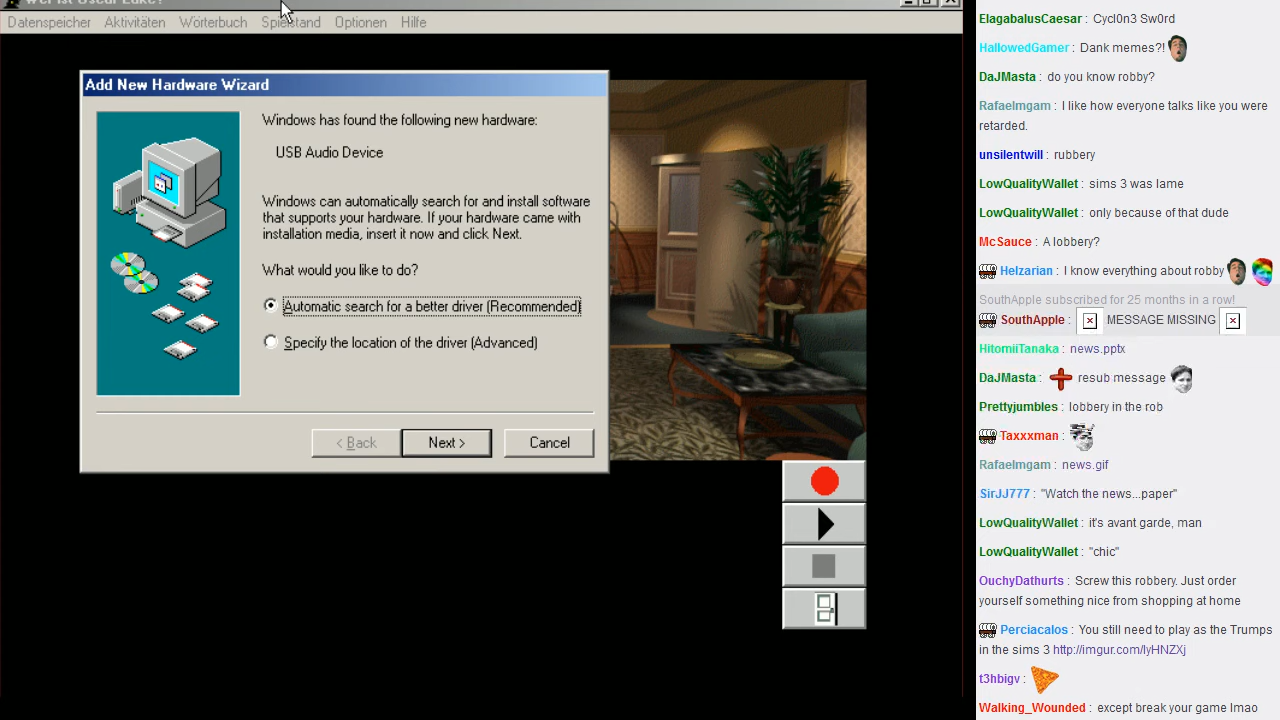 Wer ist Oscar Lake?
Datenspeicher Aktivitäten Wörterbuch Spielstand Optionen Hilfe
Add New Hardware Wizard
Windows has found the following new hardware:
USB Audio Device
Windows can automatically search for and install software
that supports your hardware. If your hardware came with
installation media, insert it now and click Next.
What would you like to do?
Automatic search for a better driver (Recommended)
Specify the location of the driver (Advanced)
< Back Next > Cancel
ElagabalusCaesar : Cycl0n3 Sw0rd
HallowedGamer : Dank memes?!
DaJMasta : do you know robby?
Rafaelmgam : I like how everyone talks like you were
retarded.
unsilentwill : rubbery
LowQualityWallet : sims 3 was lame
LowQualityWallet : only because of that dude
McSauce : A lobbery?
Helzarian : I know everything about robby
SouthApple subscribed for 25 months in a row!
SouthApple : MESSAGE MISSING
HitomiiTanaka : news.pptx
DaJMasta : resub message
Prettyjumbles : lobbery in the rob
Taxxxman :
Rafaelmgam : news.gif
SirJJ777 : "Watch the news...paper"
LowQualityWallet : it's avant garde, man
LowQualityWallet : "chic"
OuchyDathurts : Screw this robbery. Just order
yourself something nice from shopping at home
Perciacalos : You still need to play as the Trumps
in the sims 3 http://imgur.com/lyHNZXj
t3hbigv :
Walking_Wounded : except break your game lmao